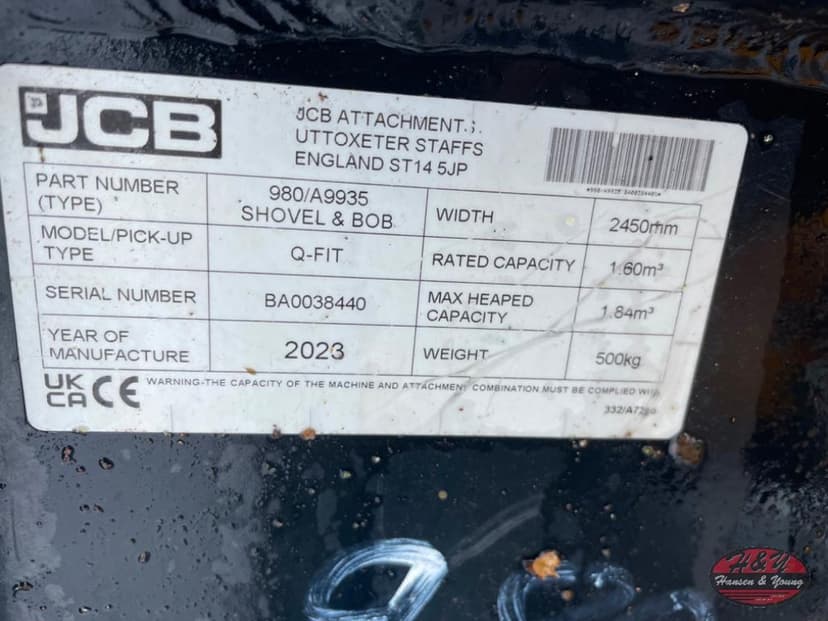 JCB
JCB ATTACHMENTS.
UTTOXETER STAFFS
ENGLAND ST14 5JP
PART NUMBER
(TYPE)
980/A9935
SHOVEL & BOB
WIDTH
2450mm
MODEL/PICK-UP
TYPE
Q-FIT
RATED CAPACITY
1.60m³
SERIAL NUMBER
BA0038440
MAX HEAPED
CAPACITY
1.84m³
YEAR OF
MANUFACTURE
2023
WEIGHT
500kg
UK
CA
CE
WARNING-THE CAPACITY OF THE MACHINE AND ATTACHMENT COMBINATION MUST BE COMPLIED WITH
H&Y
Hansen & Young